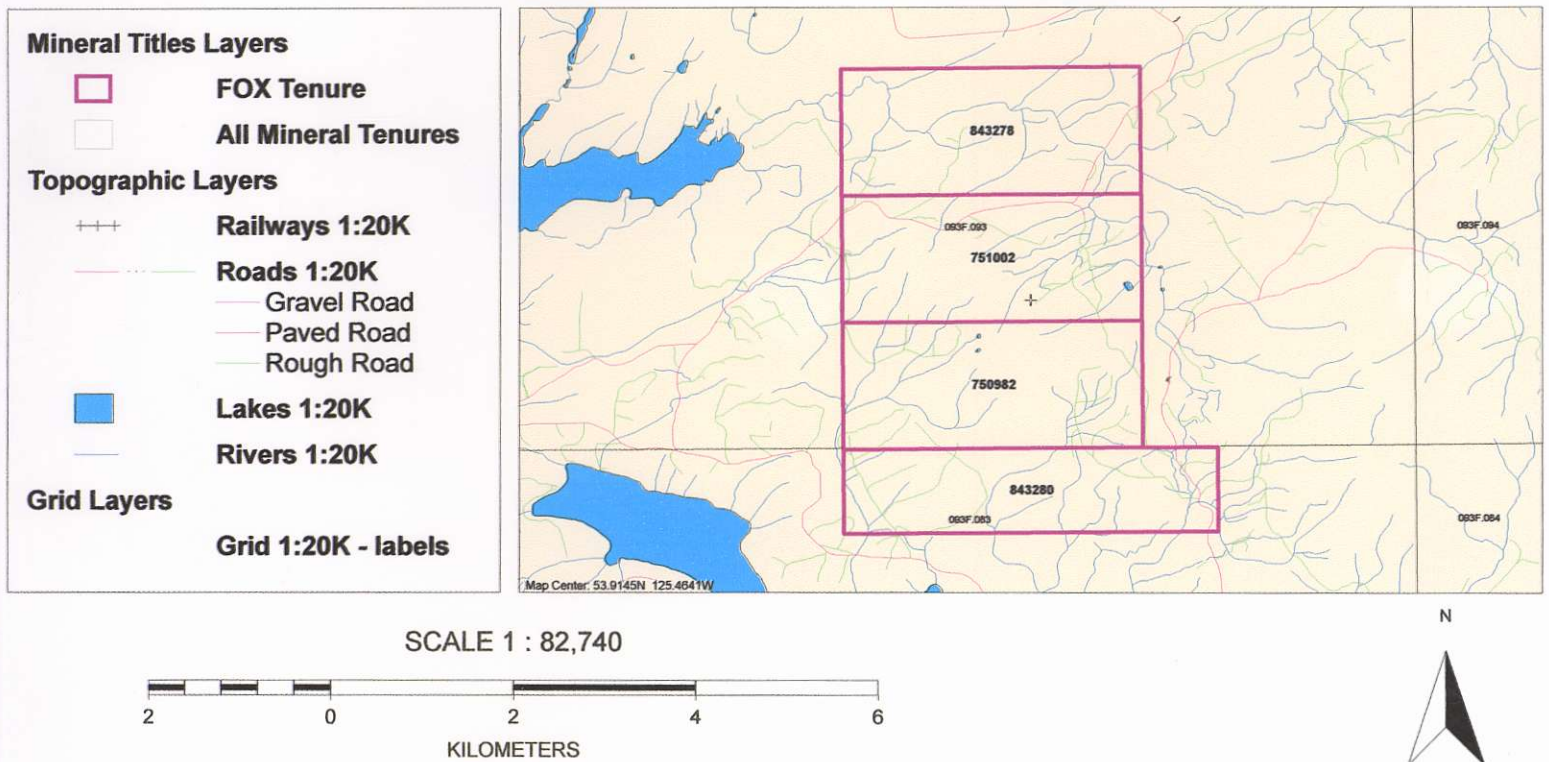 Mineral Titles Layers
FOX Tenure
All Mineral Tenures
Topographic Layers
Railways 1:20K
Roads 1:20K
Gravel Road
Paved Road
Rough Road
Lakes 1:20K
Rivers 1:20K
Grid Layers
Grid 1:20K - labels
843278
093F.093
093F.094
751002
750982
843280
093F.083
093F.084
Map Center: 53.9145N 125.4641W
SCALE 1 : 82,740
2 0 2 4 6
KILOMETERS
N